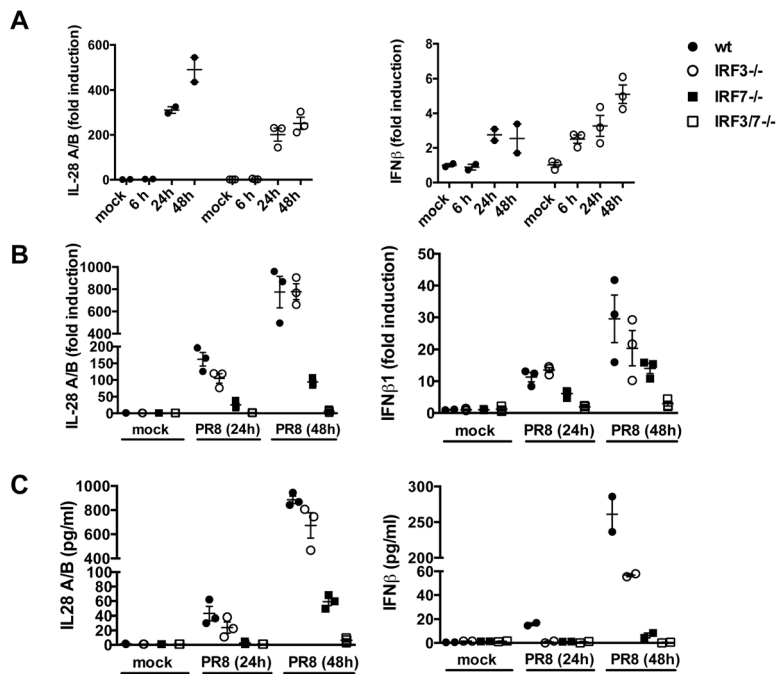 A
IL-28 A/B (fold induction)
600
400
200
0
mock
6 h
24h
48h
mock
6h
24h
48h
IFNβ (fold induction)
8
6
4
2
0
mock
6 h
24h
48h
mock
6h
24h
48h
wt
IRF3-/-
IRF7-/-
IRF3/7-/-
B
IL-28 A/B (fold induction)
1000
800
600
400
200
150
100
50
0
mock
PR8 (24h)
PR8 (48h)
IFNβ1 (fold induction)
50
40
30
20
10
0
mock
PR8 (24h)
PR8 (48h)
C
IL28 A/B (pg/ml)
1000
800
600
400
60
40
20
0
mock
PR8 (24h)
PR8 (48h)
IFNβ (pg/ml)
300
250
200
60
40
20
0
mock
PR8 (24h)
PR8 (48h)